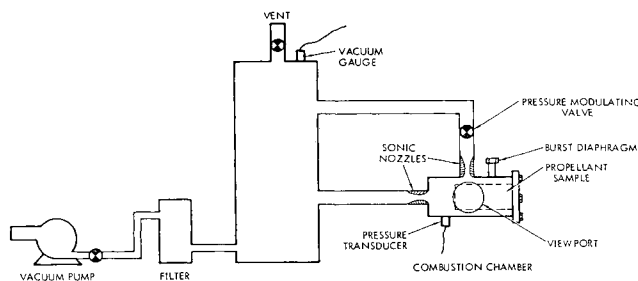 VENT
VACUUM
GAUGE
PRESSURE MODULATING
VALVE
BURST DIAPHRAGM
SONIC
NOZZLES
PROPELLANT
SAMPLE
PRESSURE
TRANSDUCER
VIEW PORT
COMBUSTION CHAMBER
VACUUM PUMP
FILTER